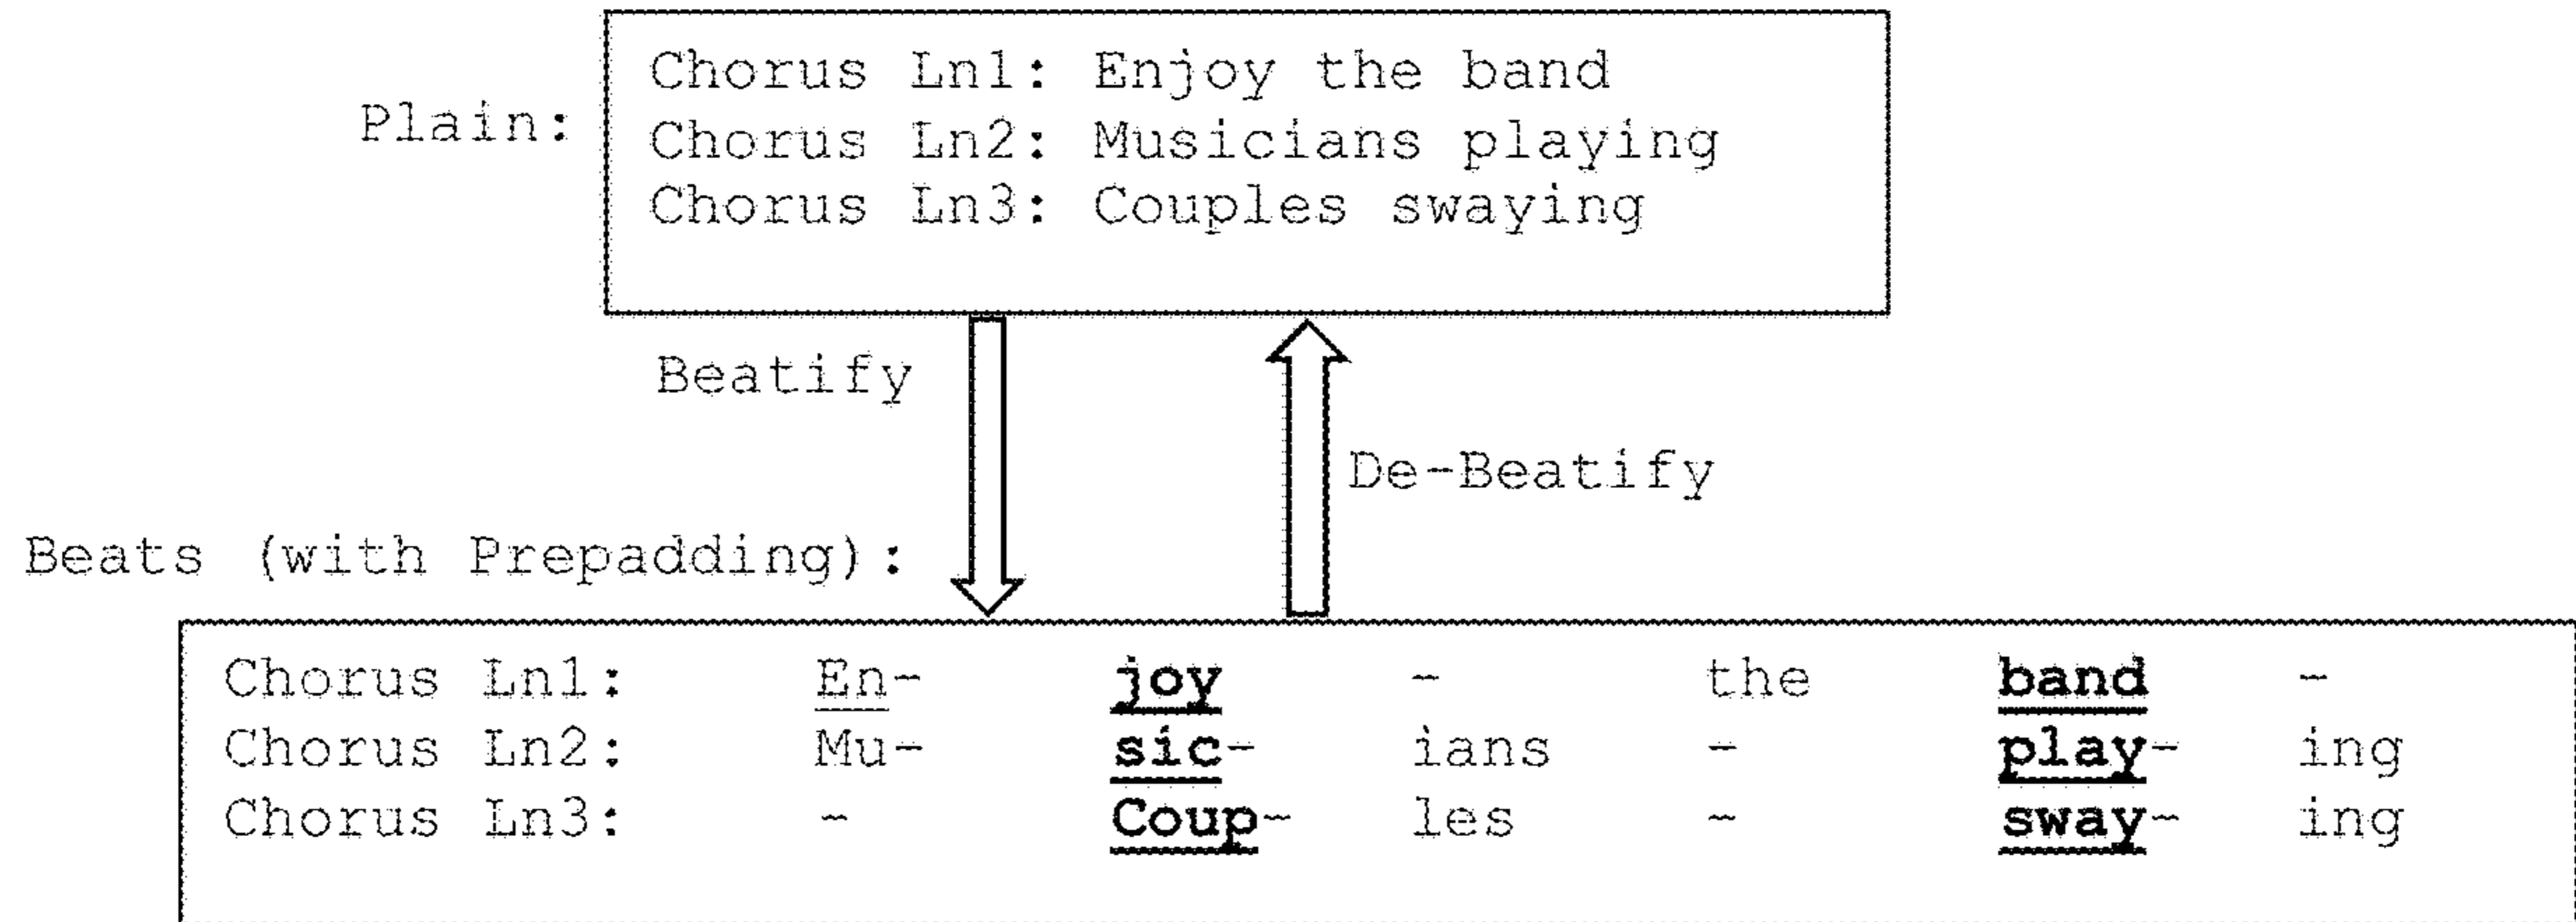 Plain:
Chorus Ln1: Enjoy the band
Chorus Ln2: Musicians playing
Chorus Ln3: Couples swaying
Beatify
De-Beatify
Beats (with Prepadding):
Chorus Ln1: En- joy - the band -
Chorus Ln2: Mu- sic- ians - play- ing
Chorus Ln3: - Coup- les - sway- ing